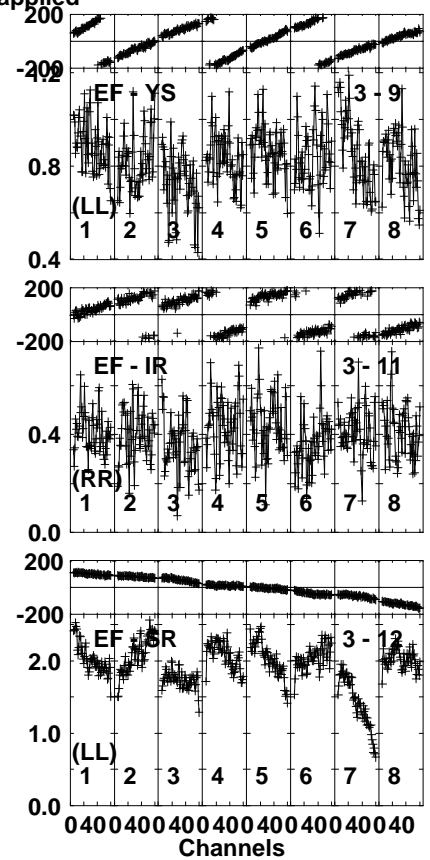 applied
200
-200
1.2
EF - YS 3 - 9
0.8
(LL)
1 2 3 4 5 6 7 8
0.4
200
-200
EF - IR 3 - 11
0.4
(RR)
1 2 3 4 5 6 7 8
0.0
200
-200
EF - SR 3 - 12
2.0
1.0
(LL)
1 2 3 4 5 6 7 8
0.0
0 40 0 40 0 40 0 40 0 40 0 40 0 40 0 40
Channels